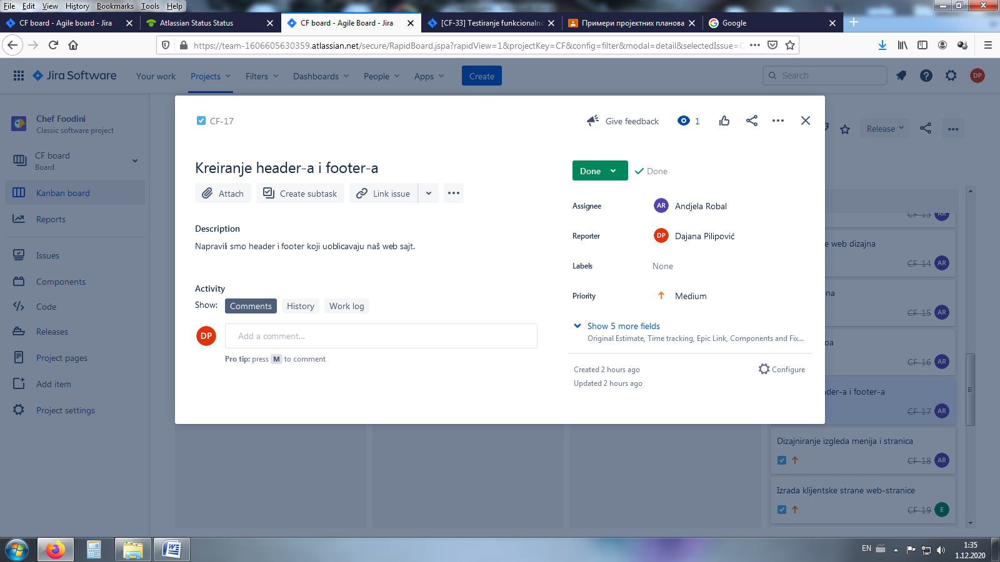 File Edit View History Bookmarks Tools Help
CF board - Agile board - Jira
Atlassian Status Status
CF board - Agile Board - Jira
[CF-33] Testiranje funkcionalno
Примери пројектних планова
Google
https://team-1606605630359.atlassian.net/secure/RapidBoard.jspa?rapidView=1&projectKey=CF&config=filter&modal=detail&selectedIssue=C
Jira Software
Your work
Projects
Filters
Dashboards
People
Apps
Create
Search
DP
Chef Foodini
Classic software project
CF board
Board
Kanban board
Reports
Issues
Components
Code
Releases
Project pages
Add item
Project settings
CF-17
Give feedback
1
Kreiranje header-a i footer-a
Attach
Create subtask
Link issue
Description
Napravili smo header i footer koji uoblicavaju naš web sajt.
Activity
Show:
Comments
History
Work log
DP
Add a comment...
Pro tip: press M to comment
Done
Done
Assignee
AR Andjela Robal
Reporter
DP Dajana Pilipović
Labels
None
Priority
Medium
Show 5 more fields
Original Estimate, Time tracking, Epic Link, Components and Fix...
Created 2 hours ago
Configure
Updated 2 hours ago
Release
CF-13 AR
e web dizajna
CF-14 AR
na
CF-15 AR
oa
CF-16 AR
der-a i footer-a
CF-17 AR
Dizajniranje izgleda menija i stranica
CF-18 AR
Izrada klijentske strane web-stranice
CF-19 E
EN
1:35
1.12.2020